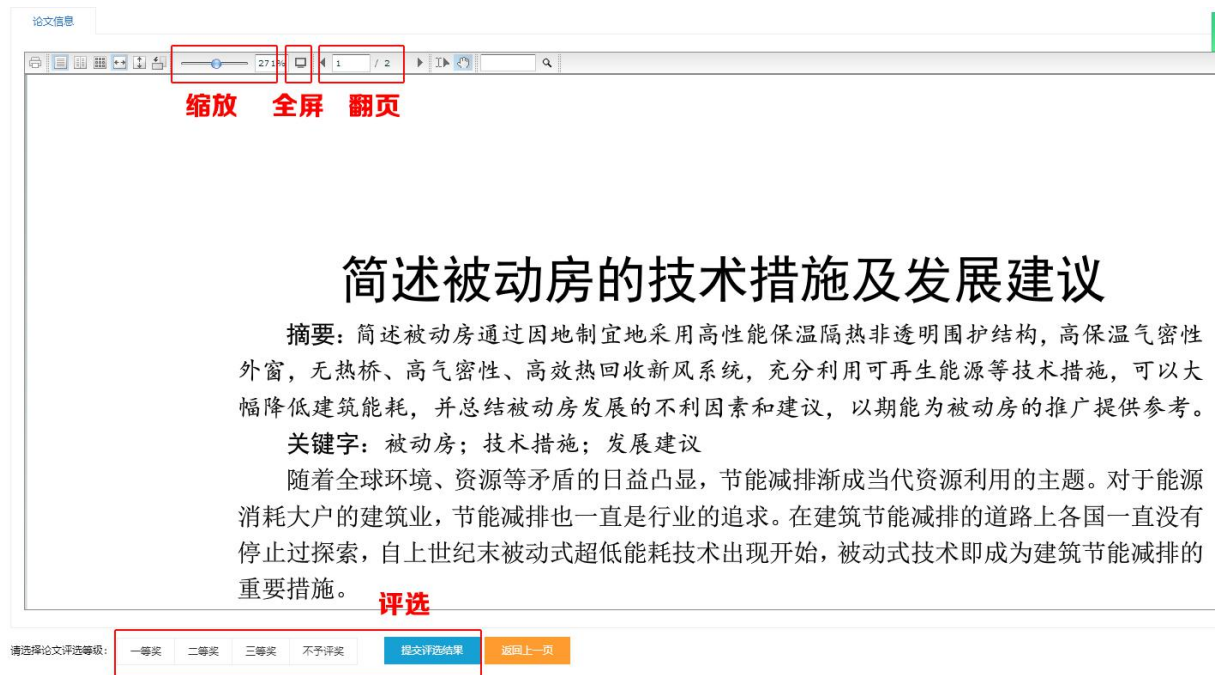 论文信息
271% 1 / 2
缩放 全屏 翻页
简述被动房的技术措施及发展建议
摘要：简述被动房通过因地制宜地采用高性能保温隔热非透明围护结构，高保温气密性
外窗，无热桥、高气密性、高效热回收新风系统，充分利用可再生能源等技术措施，可以大
幅降低建筑能耗，并总结被动房发展的不利因素和建议，以期能为被动房的推广提供参考。
关键字：被动房；技术措施；发展建议
随着全球环境、资源等矛盾的日益凸显，节能减排渐成当代资源利用的主题。对于能源
消耗大户的建筑业，节能减排也一直是行业的追求。在建筑节能减排的道路上各国一直没有
停止过探索，自上世纪末被动式超低能耗技术出现开始，被动式技术即成为建筑节能减排的
重要措施。
评选
请选择论文评选等级： 一等奖 二等奖 三等奖 不予评奖 提交评选结果 返回上一页